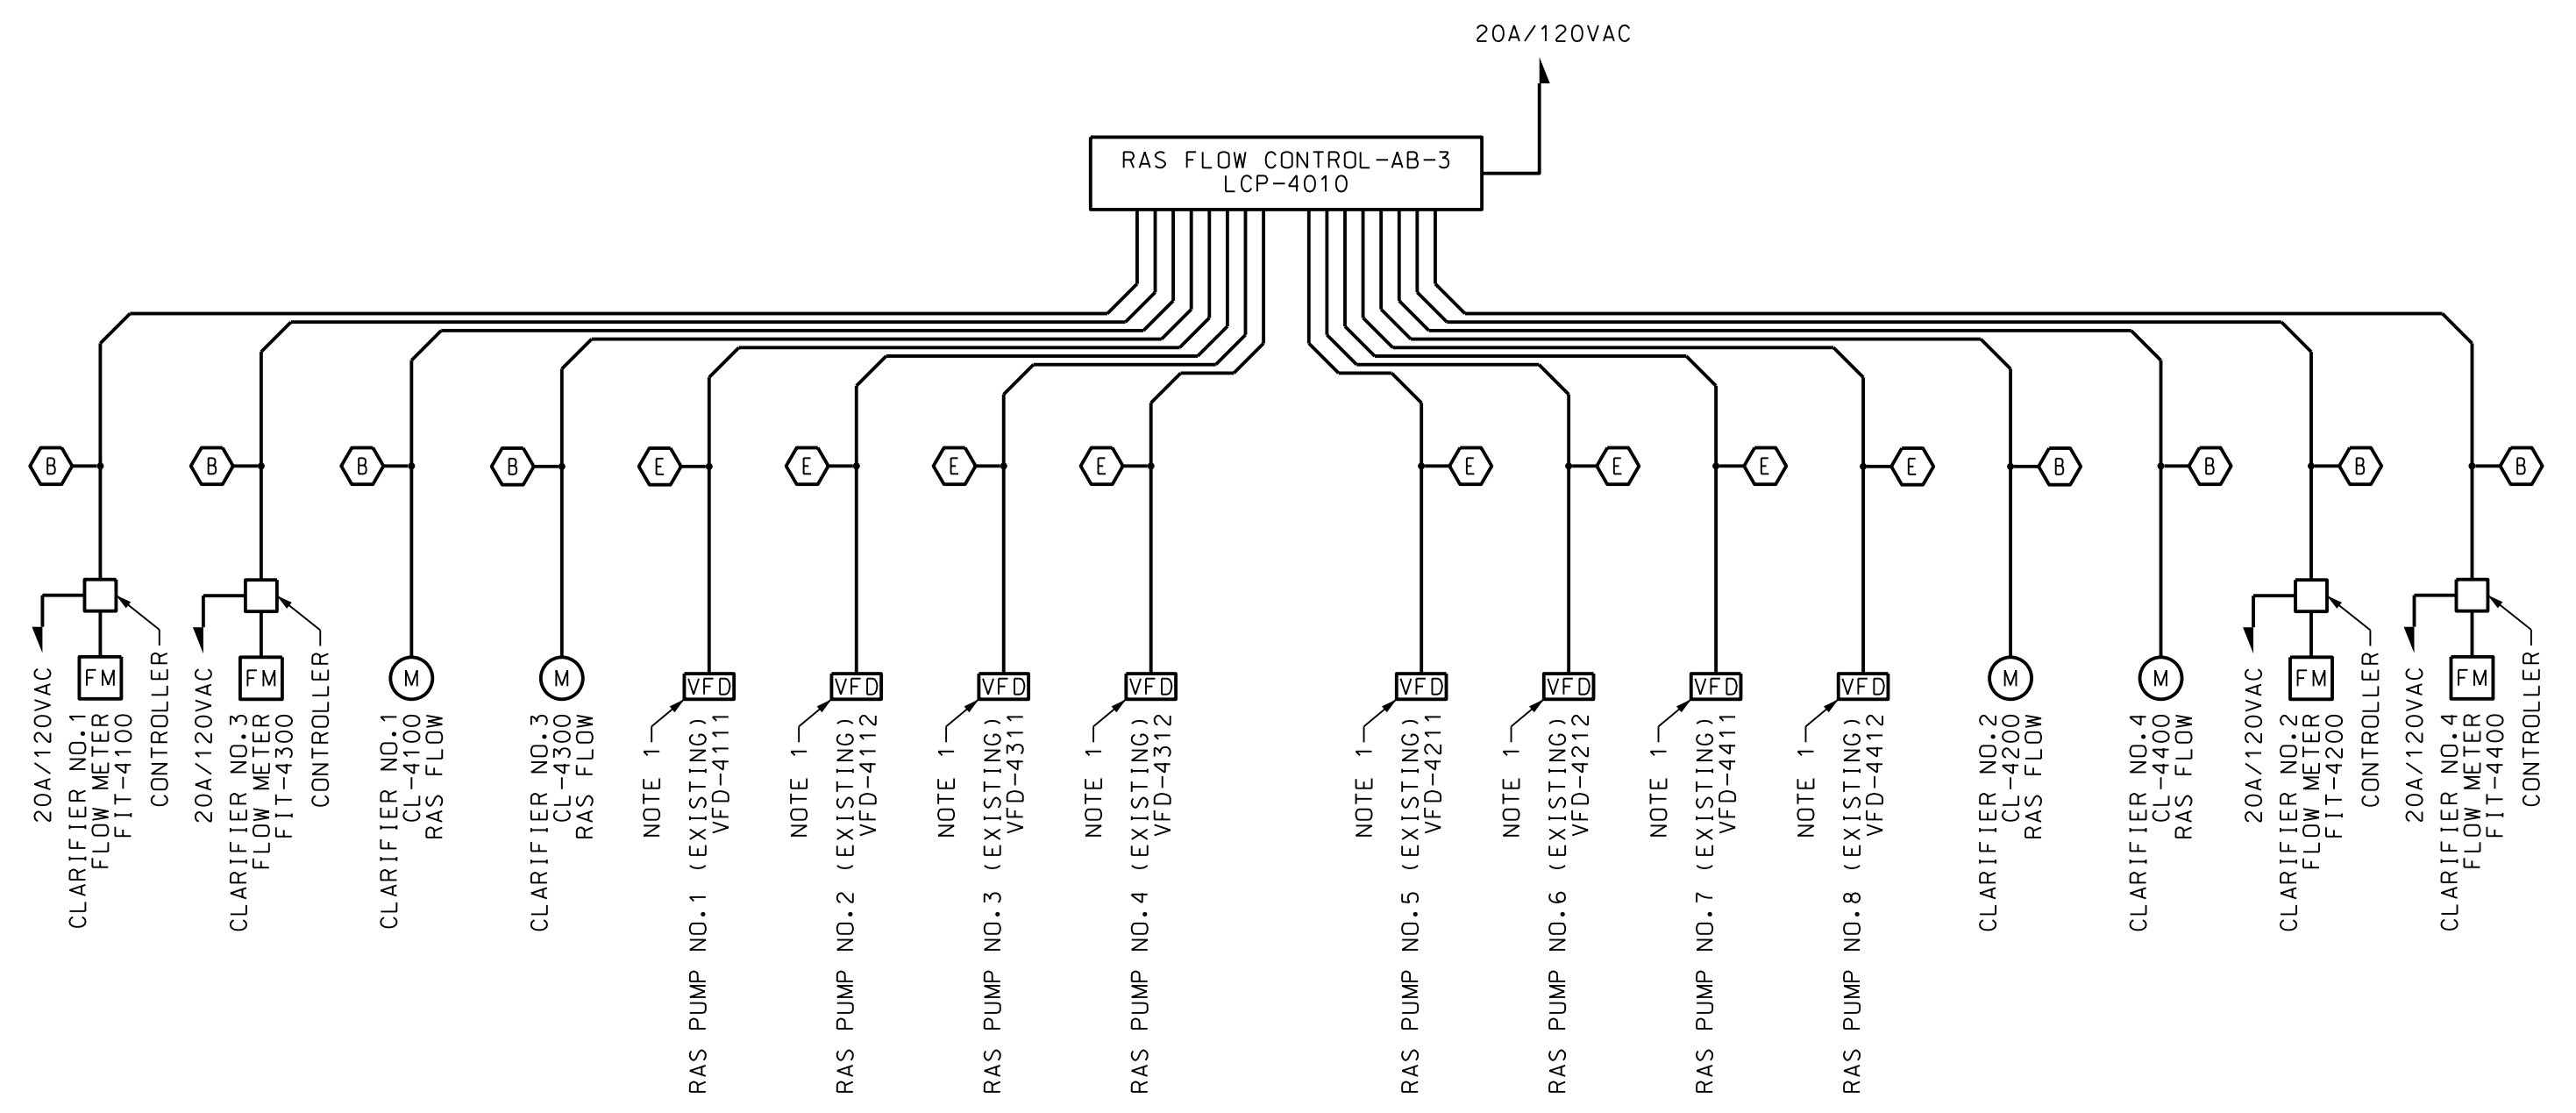 20A/120VAC
RAS FLOW CONTROL-AB-3
LCP-4010
B
B
B
B
E
E
E
E
E
E
E
E
B
B
B
B
20A/120VAC
FM
CLARIFIER NO.1
FLOW METER
FIT-4100
CONTROLLER
20A/120VAC
FM
CLARIFIER NO.3
FLOW METER
FIT-4300
CONTROLLER
M
CLARIFIER NO.1
CL-4100
RAS FLOW
M
CLARIFIER NO.3
CL-4300
RAS FLOW
NOTE 1
VFD
RAS PUMP NO.1 (EXISTING)
VFD-4111
NOTE 1
VFD
RAS PUMP NO.2 (EXISTING)
VFD-4112
NOTE 1
VFD
RAS PUMP NO.3 (EXISTING)
VFD-4311
NOTE 1
VFD
RAS PUMP NO.4 (EXISTING)
VFD-4312
NOTE 1
VFD
RAS PUMP NO.5 (EXISTING)
VFD-4211
NOTE 1
VFD
RAS PUMP NO.6 (EXISTING)
VFD-4212
NOTE 1
VFD
RAS PUMP NO.7 (EXISTING)
VFD-4411
NOTE 1
VFD
RAS PUMP NO.8 (EXISTING)
VFD-4412
M
CLARIFIER NO.2
CL-4200
RAS FLOW
M
CLARIFIER NO.4
CL-4400
RAS FLOW
20A/120VAC
FM
CLARIFIER NO.2
FLOW METER
FIT-4200
CONTROLLER
20A/120VAC
FM
CLARIFIER NO.4
FLOW METER
FIT-4400
CONTROLLER